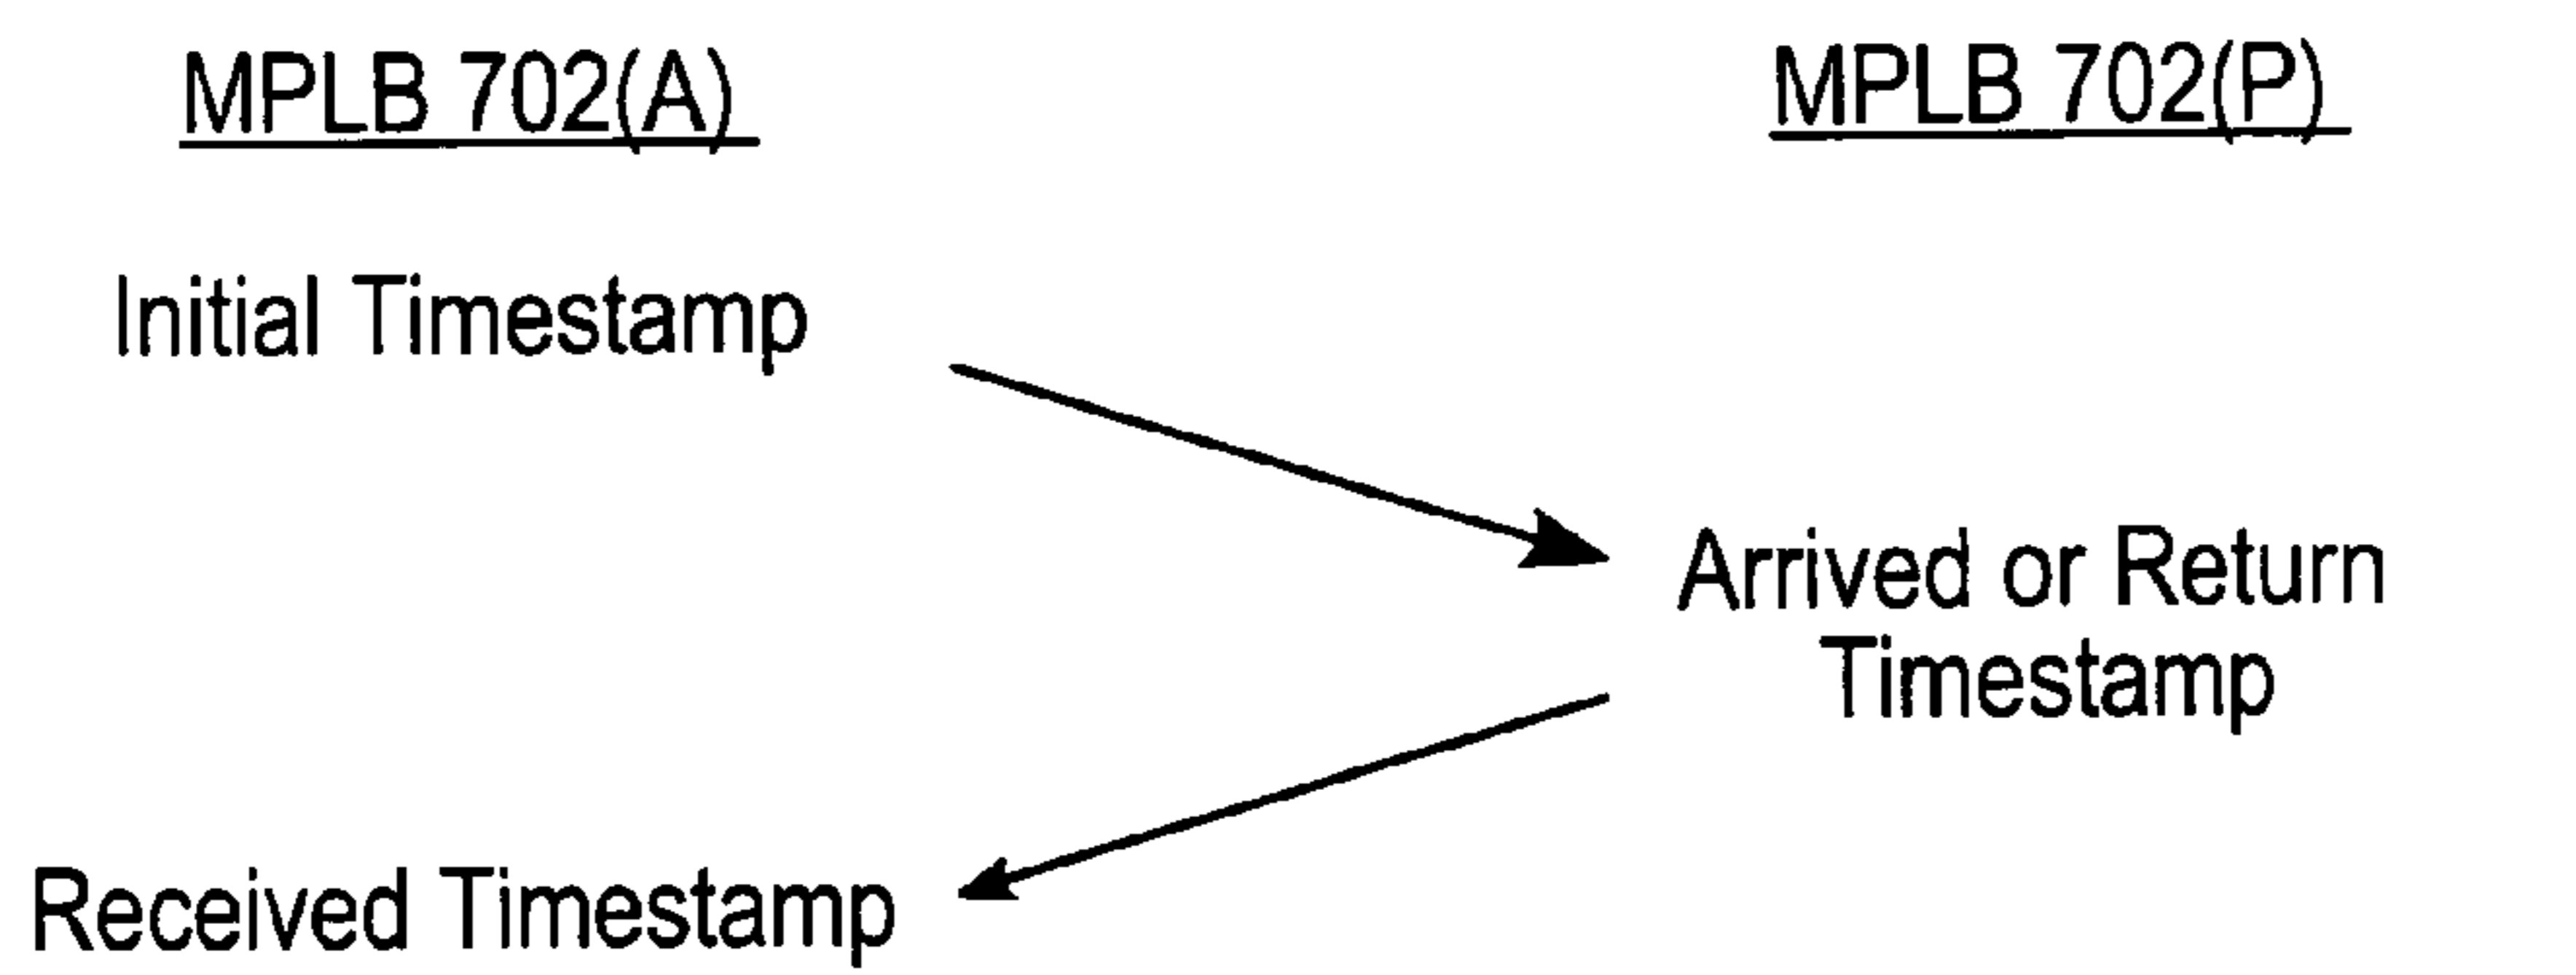 MPLB 702(A)
MPLB 702(P)
Initial Timestamp
Arrived or Return
Timestamp
Received Timestamp